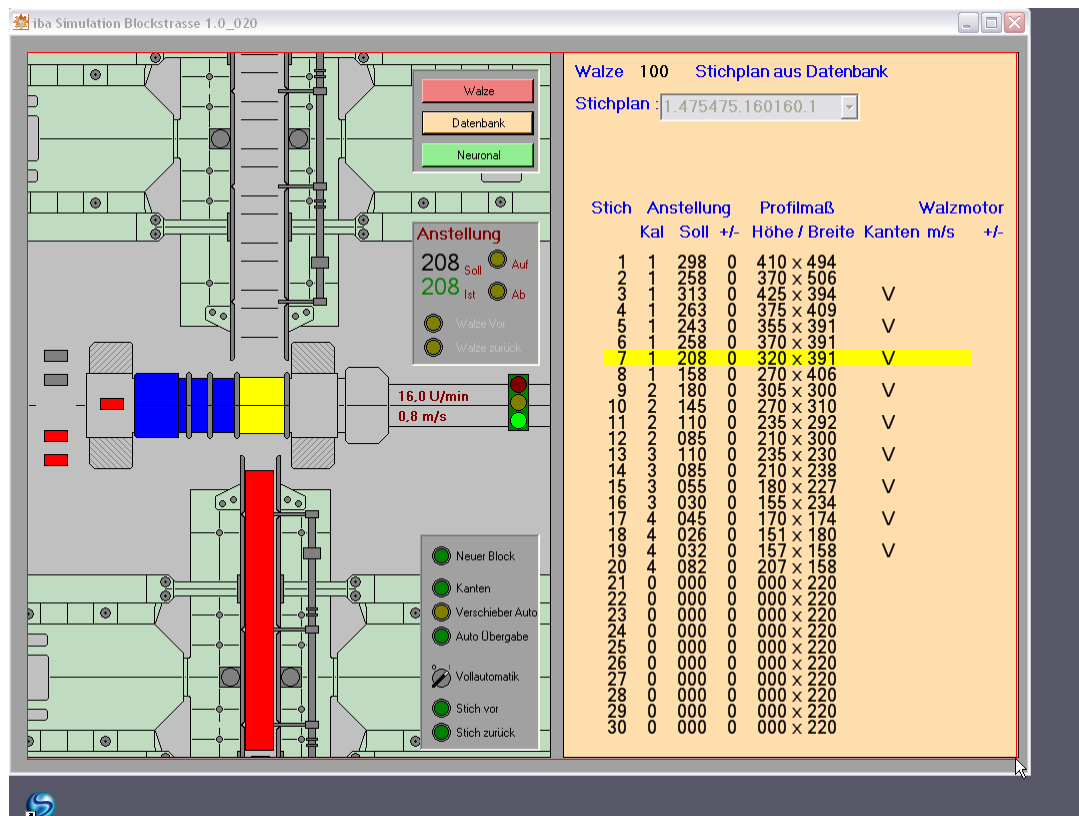 iba Simulation Blockstrasse 1.0_020
Walze
Datenbank
Neuronal
Anstellung
208 Soll Auf
208 Ist Ab
Walze Vor
Walze zurück
16,0 U/min
0,8 m/s
Neuer Block
Kanten
Verschieber Auto
Auto Übergabe
0 I
Vollautomatik
Stich vor
Stich zurück
Walze 100 Stichplan aus Datenbank
Stichplan : 1.475475.160160.1
Stich Anstellung Profilmaß Walzmotor
Kal Soll +/- Höhe / Breite Kanten m/s +/-
1 1 298 0 410 x 494
2 1 258 0 370 x 506
3 1 313 0 425 x 394 V
4 1 263 0 375 x 409
5 1 243 0 355 x 391 V
6 1 258 0 370 x 391
7 1 208 0 320 x 391 V
8 1 158 0 270 x 406
9 2 180 0 305 x 300 V
10 2 145 0 270 x 310
11 2 110 0 235 x 292 V
12 2 085 0 210 x 300
13 3 110 0 235 x 230 V
14 3 085 0 210 x 238
15 3 055 0 180 x 227 V
16 3 030 0 155 x 234
17 4 045 0 170 x 174 V
18 4 026 0 151 x 180
19 4 032 0 157 x 158 V
20 4 082 0 207 x 158
21 0 000 0 000 x 220
22 0 000 0 000 x 220
23 0 000 0 000 x 220
24 0 000 0 000 x 220
25 0 000 0 000 x 220
26 0 000 0 000 x 220
27 0 000 0 000 x 220
28 0 000 0 000 x 220
29 0 000 0 000 x 220
30 0 000 0 000 x 220